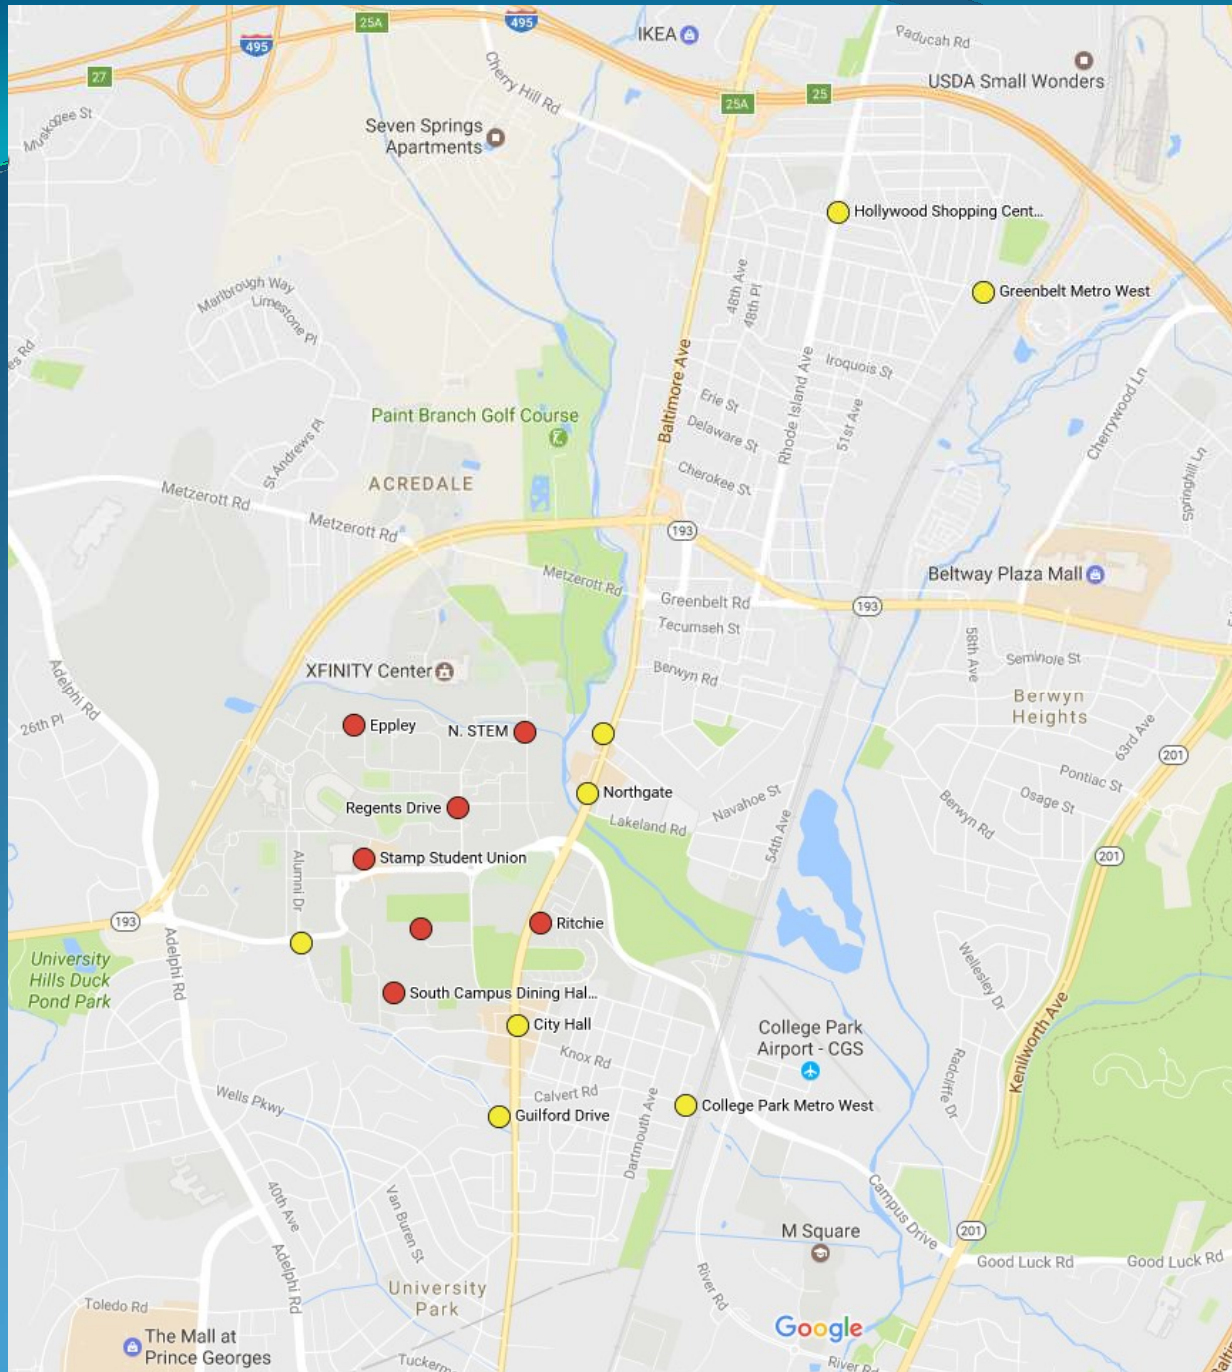 25A
495
495
IKEA
Paducah Rd
27
USDA Small Wonders
Cherry Hill Rd
25A
25
Muskogee St
Seven Springs
Apartments
Hollywood Shopping Cent...
Greenbelt Metro West
Marlbrough Way
Limestone Pl
48th Ave
48th Pl
Iroquois St
Baltimore Ave
Rhode Island Ave
51st Ave
Cherrywood Ln
Erie St
Delaware St
Paint Branch Golf Course
St Andrews Pl
Cherokee St
Springhill Ln
ACREDALE
Metzerott Rd
Metzerott Rd
193
Metzerott Rd
Beltway Plaza Mall
Greenbelt Rd
193
Tecumseh St
58th Ave
Seminole St
XFINITY Center
Berwyn Rd
Adelphi Rd
Berwyn
Heights
26th Pl
Eppley
N. STEM
63rd Ave
201
Pontiac St
Northgate
Navahoe St
Osage St
Regents Drive
Lakeland Rd
Berwyn Rd
54th Ave
Stamp Student Union
201
Alumni Dr
193
Ritchie
Adelphi Rd
University
Hills Duck
Pond Park
Wellesley Dr
South Campus Dining Hal...
City Hall
College Park
Airport - CGS
Kenilworth Ave
Knox Rd
Radcliffe Dr
Wells Pkwy
Calvert Rd
Guilford Drive
College Park Metro West
Dartmouth Ave
40th Ave
Van Buren St
Campus Drive
Adelphi Rd
M Square
201
Good Luck Rd
Good Luck Rd
University
Park
River Rd
Toledo Rd
Google
The Mall at
Prince Georges
River Rd